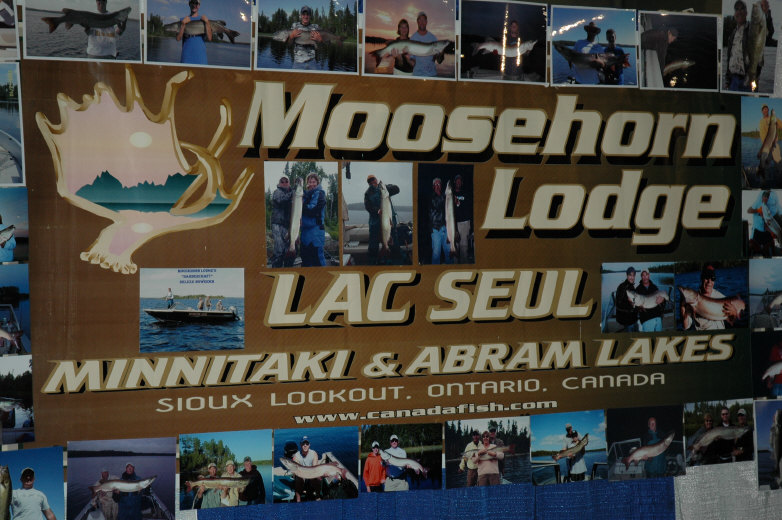 Moosehorn
Lodge
LAC SEUL
MINNITAKI & ABRAM LAKES
SIOUX LOOKOUT, ONTARIO, CANADA
www.canadafish.com